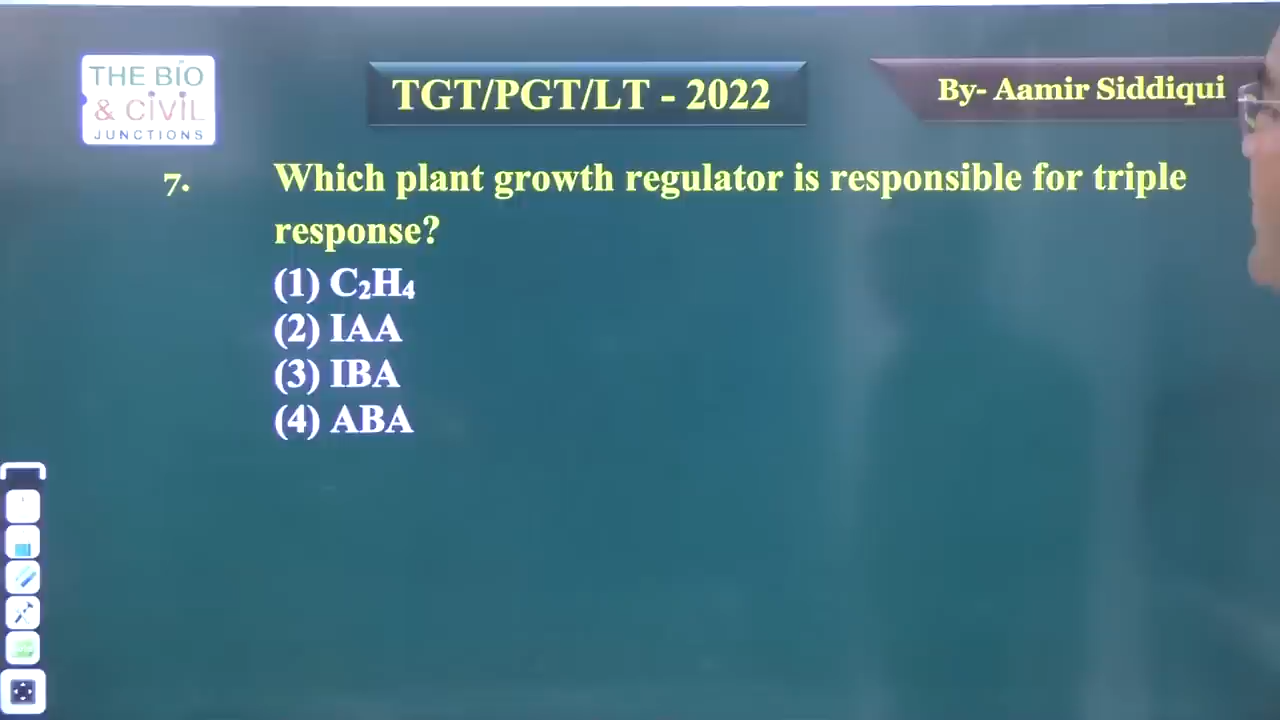 THE BIO
& CIVIL
JUNCTIONS
TGT/PGT/LT - 2022
By- Aamir Siddiqui
7. Which plant growth regulator is responsible for triple
response?
(1) C₂H₄
(2) IAA
(3) IBA
(4) ABA